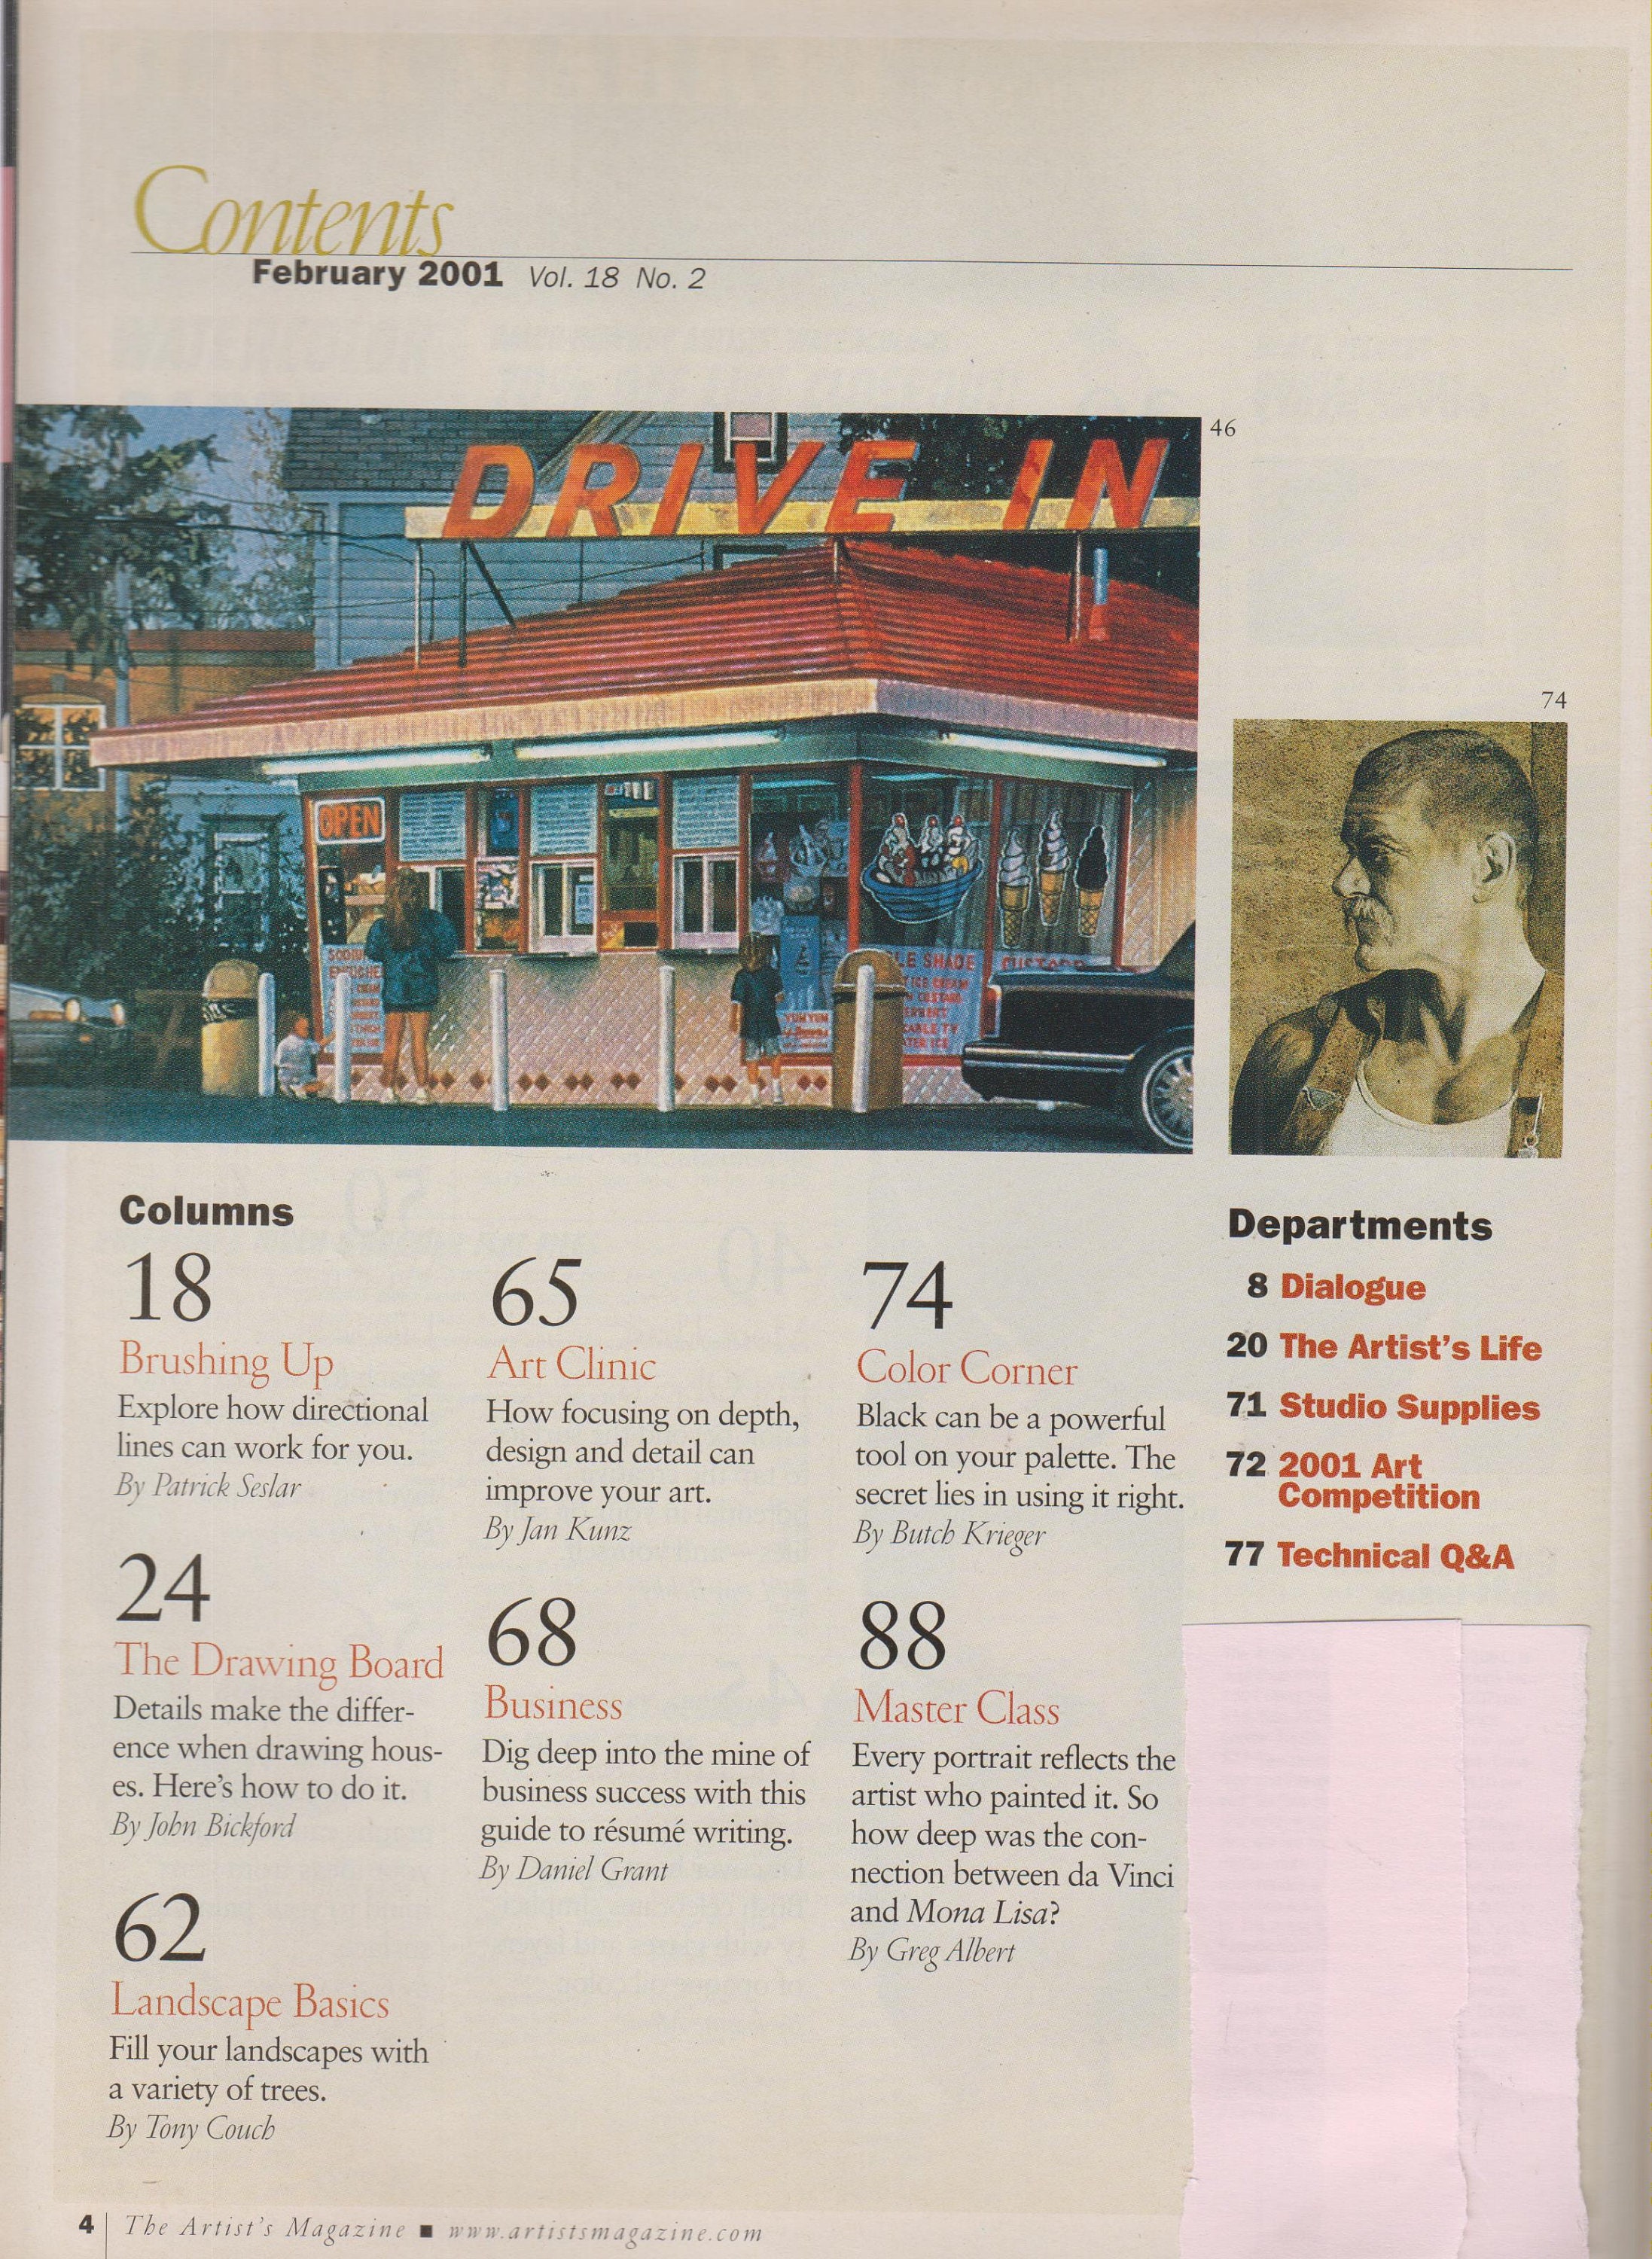 Contents
February 2001 Vol. 18 No. 2
46
DRIVE IN
OPEN
74
Columns
18
Brushing Up
Explore how directional
lines can work for you.
By Patrick Seslar
24
The Drawing Board
Details make the differ-
ence when drawing hous-
es. Here's how to do it.
By John Bickford
62
Landscape Basics
Fill your landscapes with
a variety of trees.
By Tony Couch
65
Art Clinic
How focusing on depth,
design and detail can
improve your art.
By Jan Kunz
68
Business
Dig deep into the mine of
business success with this
guide to résumé writing.
By Daniel Grant
74
Color Corner
Black can be a powerful
tool on your palette. The
secret lies in using it right.
By Butch Krieger
88
Master Class
Every portrait reflects the
artist who painted it. So
how deep was the con-
nection between da Vinci
and Mona Lisa?
By Greg Albert
Departments
8 Dialogue
20 The Artist's Life
71 Studio Supplies
72 2001 Art
Competition
77 Technical Q&A
4 The Artist's Magazine ■ www.artistsmagazine.com